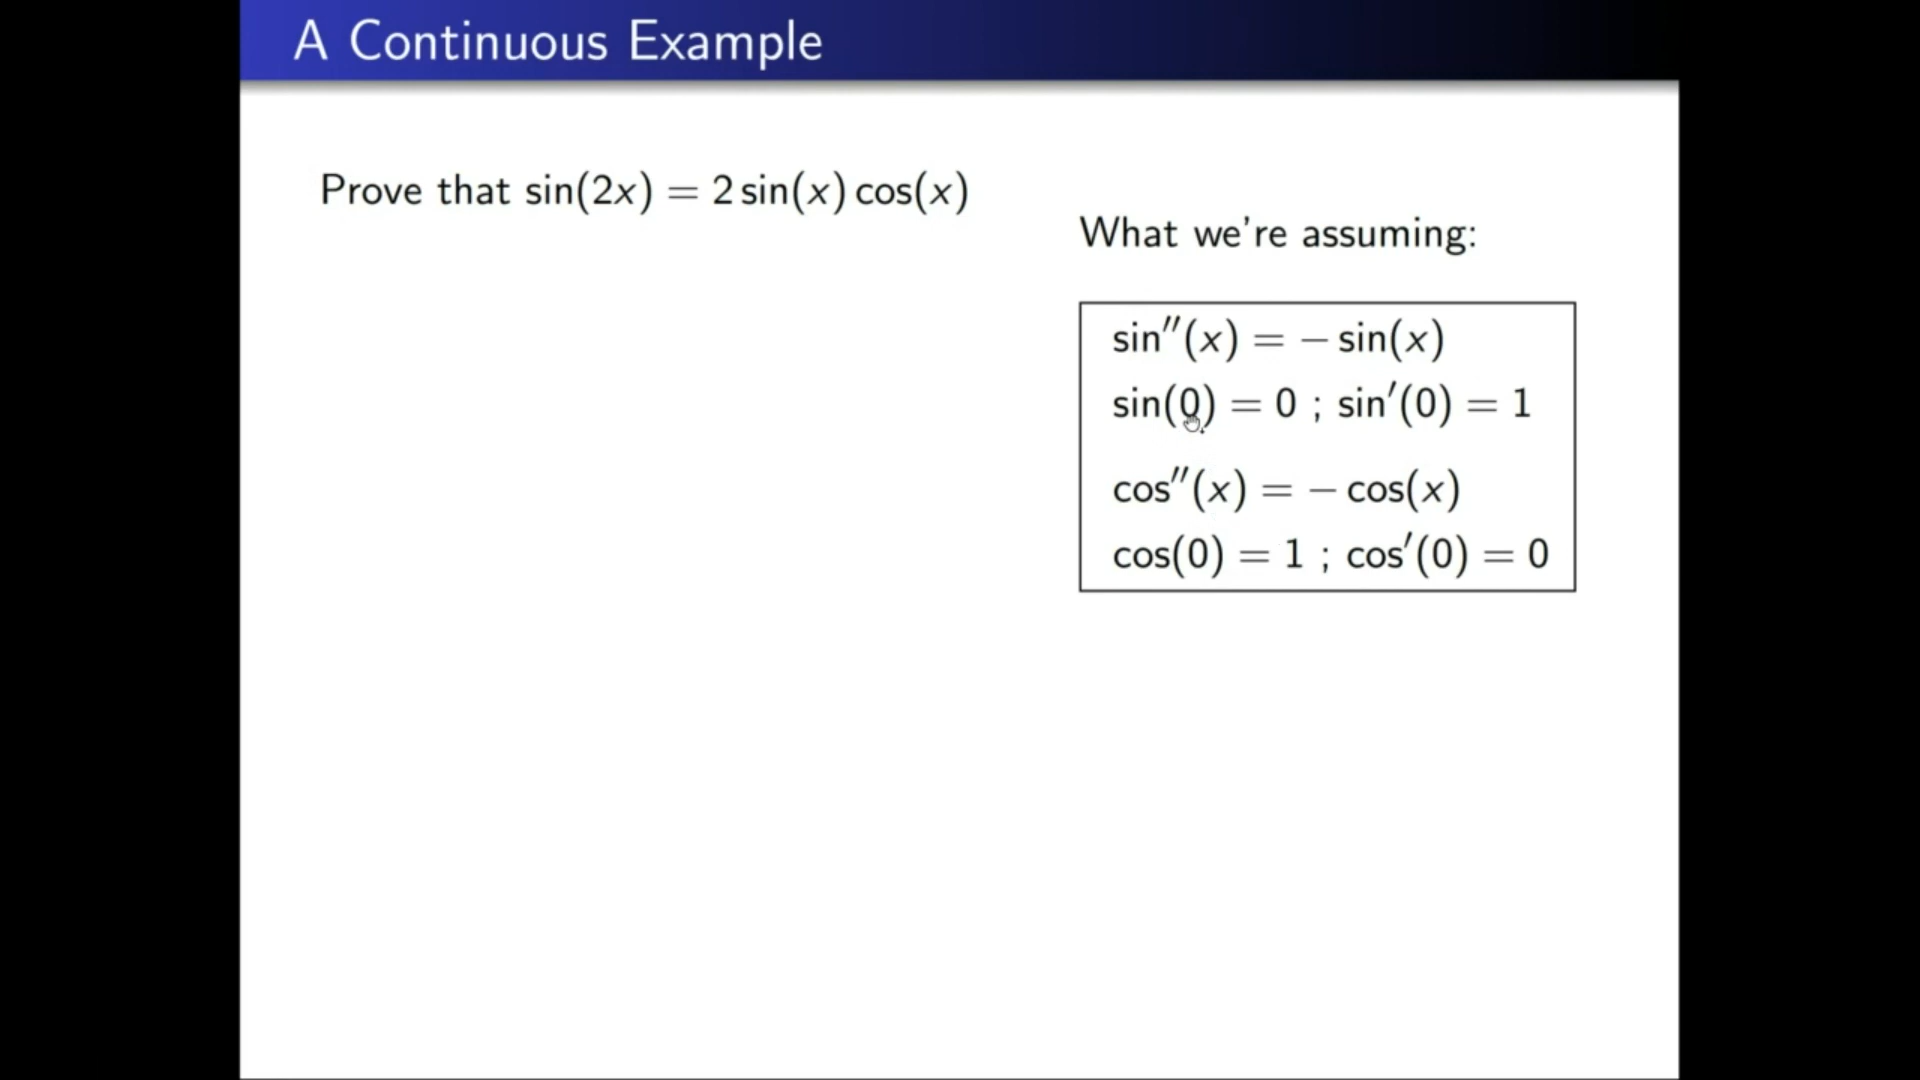 A Continuous Example
Prove that sin(2x) = 2 sin(x) cos(x)
What we're assuming:
sin″(x) = − sin(x)
sin(0) = 0 ; sin′(0) = 1
cos″(x) = − cos(x)
cos(0) = 1 ; cos′(0) = 0